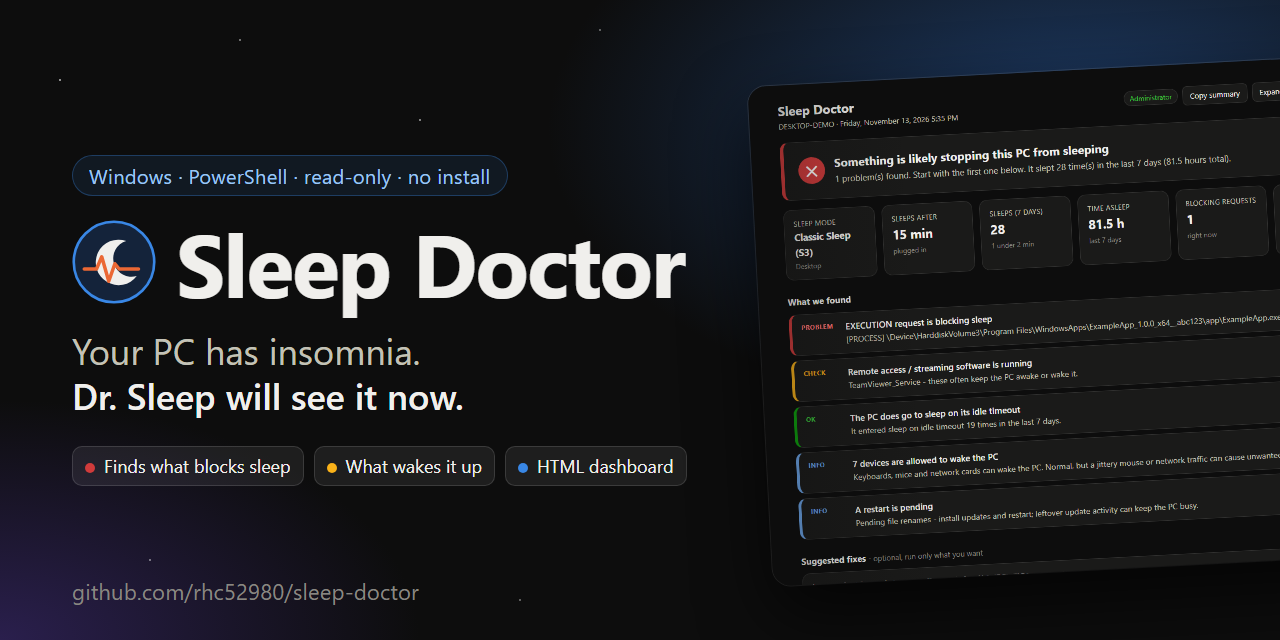 Windows · PowerShell · read-only · no install
Sleep Doctor
Your PC has insomnia.
Dr. Sleep will see it now.
Finds what blocks sleep
What wakes it up
HTML dashboard
github.com/rhc52980/sleep-doctor
Sleep Doctor
DESKTOP-DEMO · Friday, November 13, 2026 5:35 PM
Administrator
Copy summary
Something is likely stopping this PC from sleeping
1 problem(s) found. Start with the first one below. It slept 28 time(s) in the last 7 days (81.5 hours total).
SLEEP MODE
Classic Sleep
(S3)
Desktop
SLEEPS AFTER
15 min
plugged in
SLEEPS (7 DAYS)
28
1 under 2 min
TIME ASLEEP
81.5 h
last 7 days
BLOCKING REQUESTS
1
right now
What we found
PROBLEM
EXECUTION request is blocking sleep
[PROCESS] \Device\HarddiskVolume3\Program Files\WindowsApps\ExampleApp_1.0.0_x64__abc123\app\ExampleApp.exe
CHECK
Remote access / streaming software is running
TeamViewer_Service - these often keep the PC awake or wake it.
OK
The PC does go to sleep on its idle timeout
It entered sleep on idle timeout 19 times in the last 7 days.
INFO
7 devices are allowed to wake the PC
Keyboards, mice and network cards can wake the PC. Normal, but a jittery mouse or network traffic can cause
INFO
A restart is pending
Pending file renames - install updates and restart; leftover update activity can keep the PC busy.
Suggested fixes · optional, run only what you want